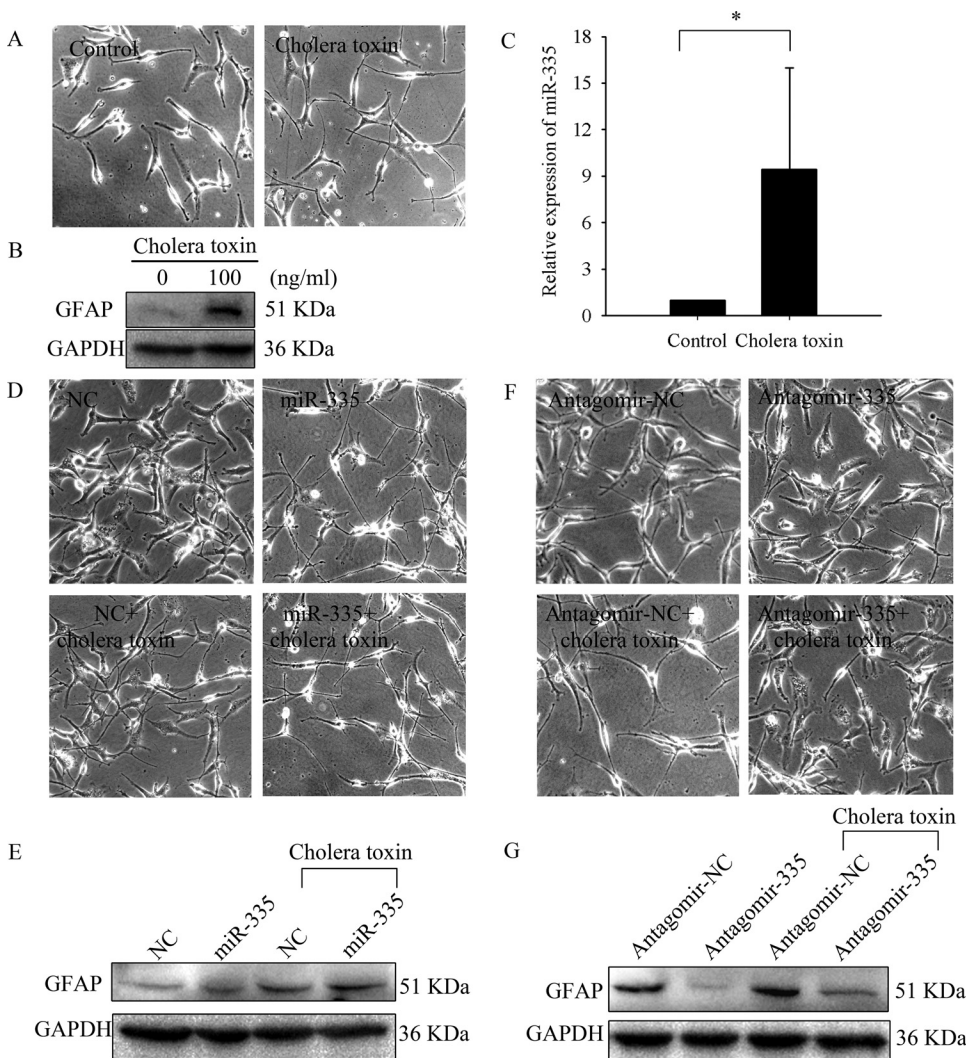 A
Control
Cholera toxin
B
Cholera toxin
0 100 (ng/ml)
GFAP 51 KDa
GAPDH 36 KDa
C
*
Relative expression of miR-335
18
15
12
9
6
3
0
Control Cholera toxin
D
NC
miR-335
NC+
cholera toxin
miR-335+
cholera toxin
F
Antagomir-NC
Antagomir-335
Antagomir-NC+
cholera toxin
Antagomir-335+
cholera toxin
E
Cholera toxin
NC miR-335 NC miR-335
GFAP 51 KDa
GAPDH 36 KDa
G
Cholera toxin
Antagomir-NC Antagomir-335 Antagomir-NC Antagomir-335
GFAP 51 KDa
GAPDH 36 KDa